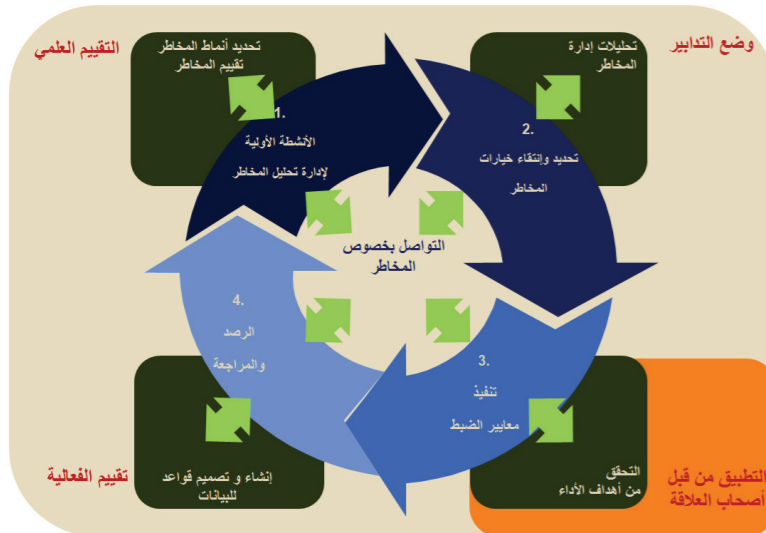 التقييم العلمي
تحديد أنماط المخاطر
تقييم المخاطر
1.
الأنشطة الأولية
لإدارة تحليل المخاطر
وضع التدابير
تحليلات إدارة
المخاطر
2.
تحديد وإنتقاء خيارات
المخاطر
التواصل بخصوص
المخاطر
3.
تنفيذ
معايير الضبط
التحقق
من أهداف الأداء
التطبيق من قبل
أصحاب العلاقة
4.
الرصد
والمراجعة
إنشاء و تصميم قواعد
للبيانات
تقييم الفعالية